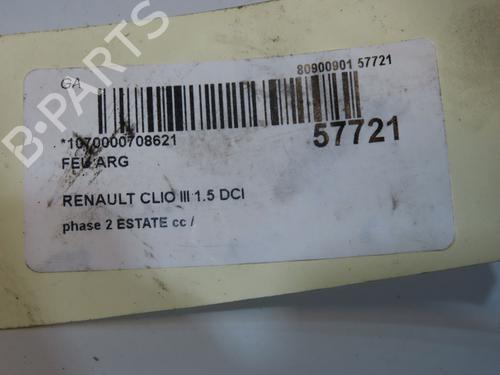 B-PARTS
GA
80900901 57721
*1070000708621
57721
FEU ARG
RENAULT CLIO III 1.5 DCI
phase 2 ESTATE cc /